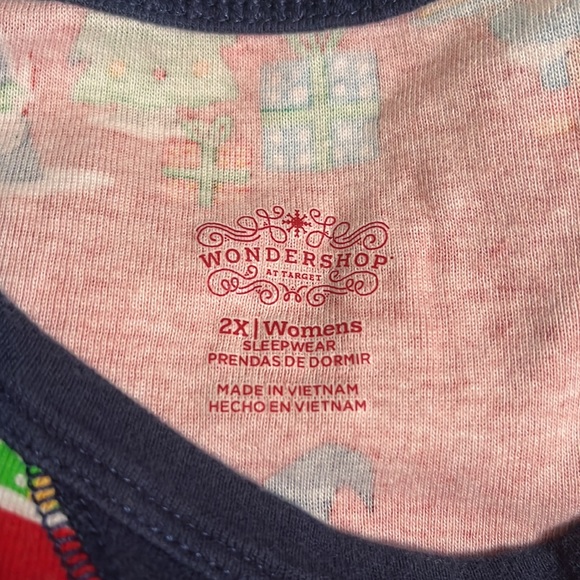 WONDERSHOP
AT TARGET
2X | Womens
SLEEPWEAR
PRENDAS DE DORMIR
MADE IN VIETNAM
HECHO EN VIETNAM